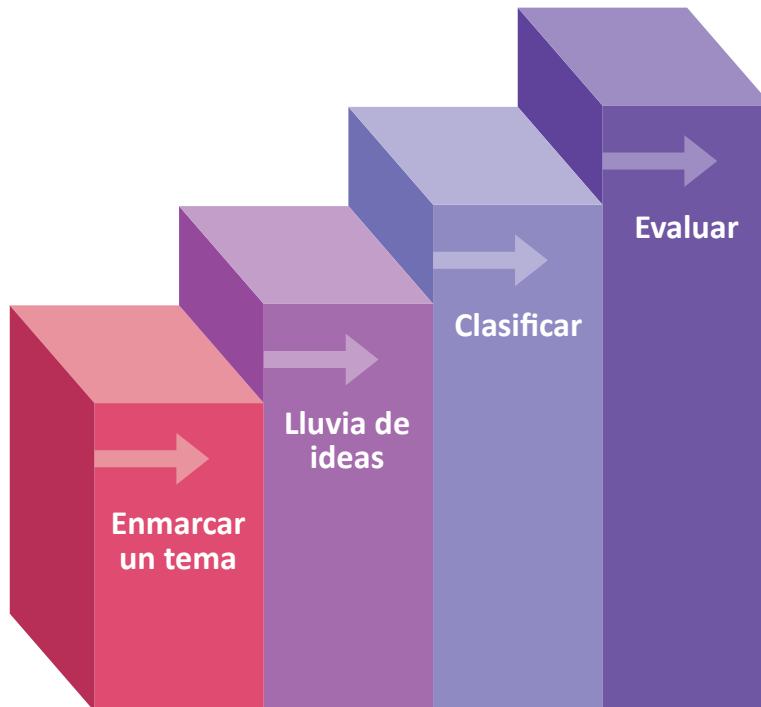 Enmarcar
un tema
Lluvia de
ideas
Clasificar
Evaluar